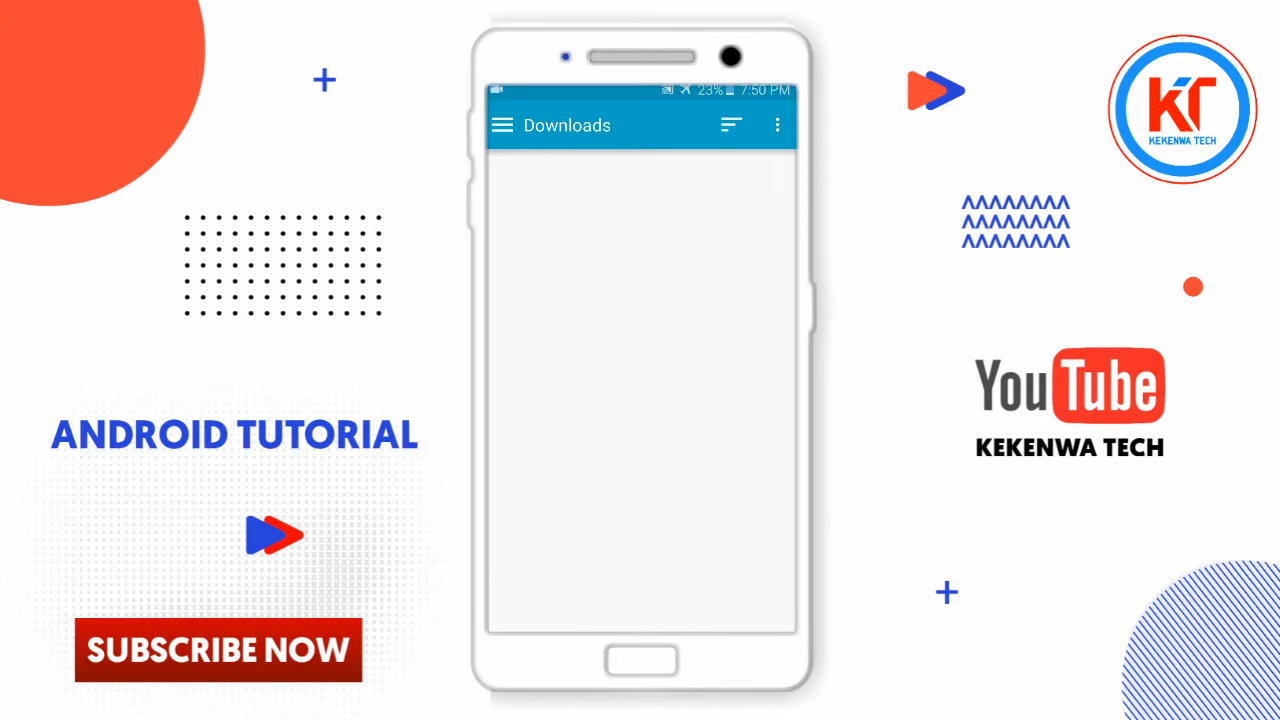 23% 7:50 PM
Downloads
KT
KEKENWA TECH
YouTube
KEKENWA TECH
ANDROID TUTORIAL
SUBSCRIBE NOW